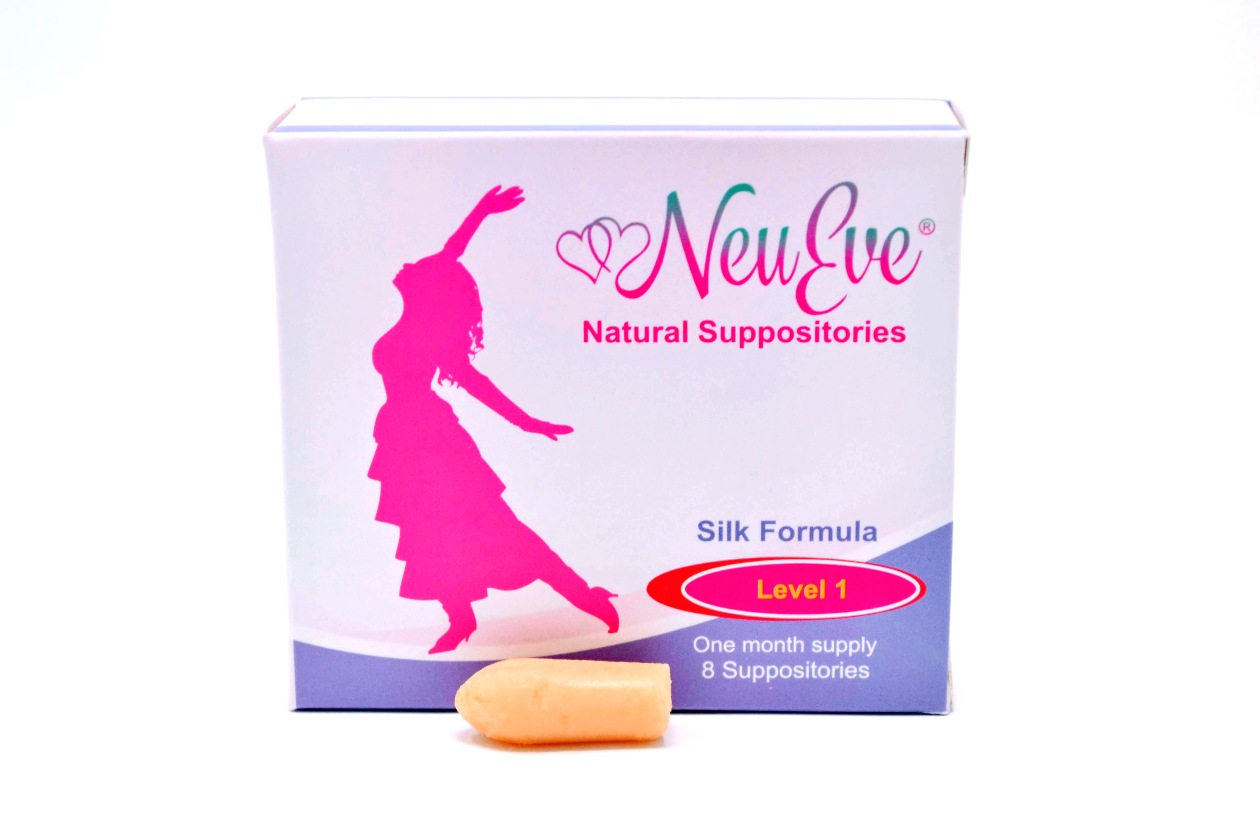 NeuEve®
Natural Suppositories
Silk Formula
Level 1
One month supply
8 Suppositories